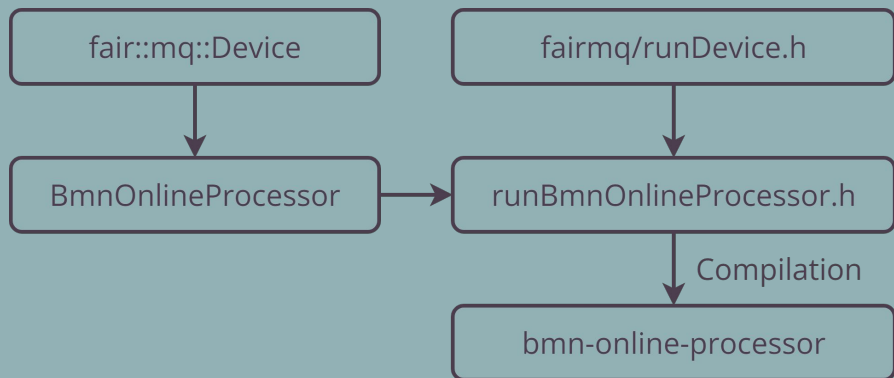 fair::mq::Device
fairmq/runDevice.h
BmnOnlineProcessor
runBmnOnlineProcessor.h
Compilation
bmn-online-processor